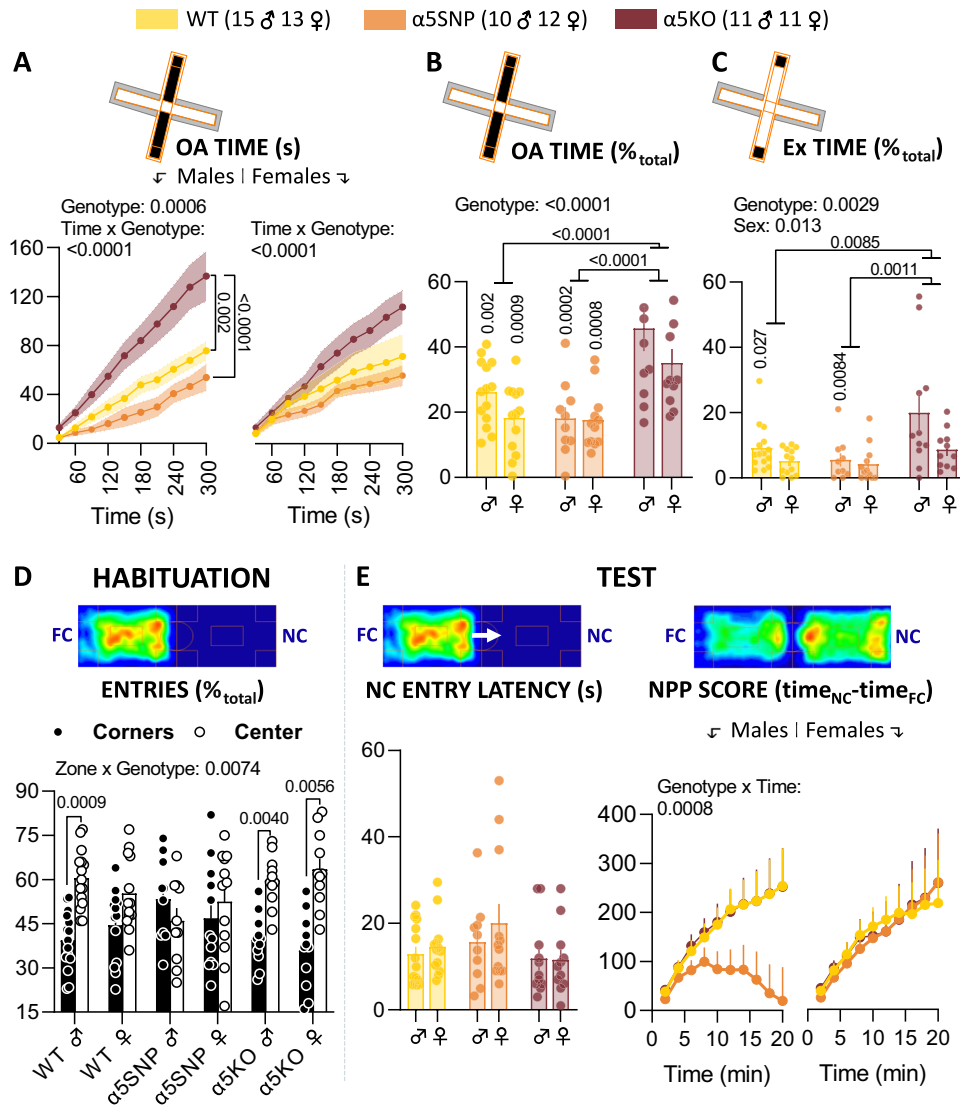 WT (15 ♂ 13 ♀)
α5SNP (10 ♂ 12 ♀)
α5KO (11 ♂ 11 ♀)
A
OA TIME (s)
Males | Females
Genotype: 0.0006
Time x Genotype:
<0.0001
Time x Genotype:
<0.0001
160
120
80
40
0
0.002
<0.0001
60
120
180
240
300
60
120
180
240
300
Time (s)
Time (s)
B
OA TIME (%total)
Genotype: <0.0001
<0.0001
<0.0001
60
40
20
0
0.002
0.0009
0.0002
0.0008
♂ ♀ ♂ ♀ ♂ ♀
C
Ex TIME (%total)
Genotype: 0.0029
Sex: 0.013
0.0085
0.0011
60
40
20
0
0.027
0.0084
♂ ♀ ♂ ♀ ♂ ♀
D
HABITUATION
FC
NC
ENTRIES (%total)
Corners
Center
Zone x Genotype: 0.0074
90
75
60
45
30
15
0.0009
0.0040
0.0056
WT ♂
WT ♀
α5SNP ♂
α5SNP ♀
α5KO ♂
α5KO ♀
E
TEST
FC
NC
NC ENTRY LATENCY (s)
60
40
20
0
♂ ♀ ♂ ♀ ♂ ♀
FC
NC
NPP SCORE (timeNC-timeFC)
Males | Females
Genotype x Time:
0.0008
400
300
200
100
0
0 5 10 15 20
0 5 10 15 20
Time (min)
Time (min)